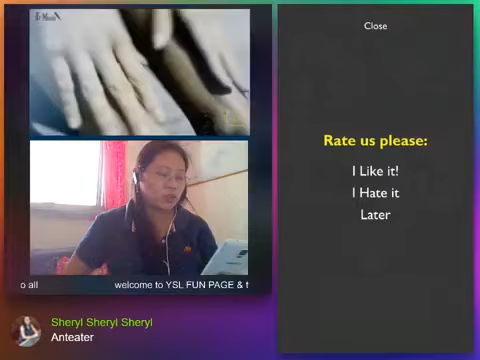 Close
Rate us please:
I Like it!
I Hate it
Later
o all welcome to YSL FUN PAGE & t
Sheryl Sheryl Sheryl
Anteater